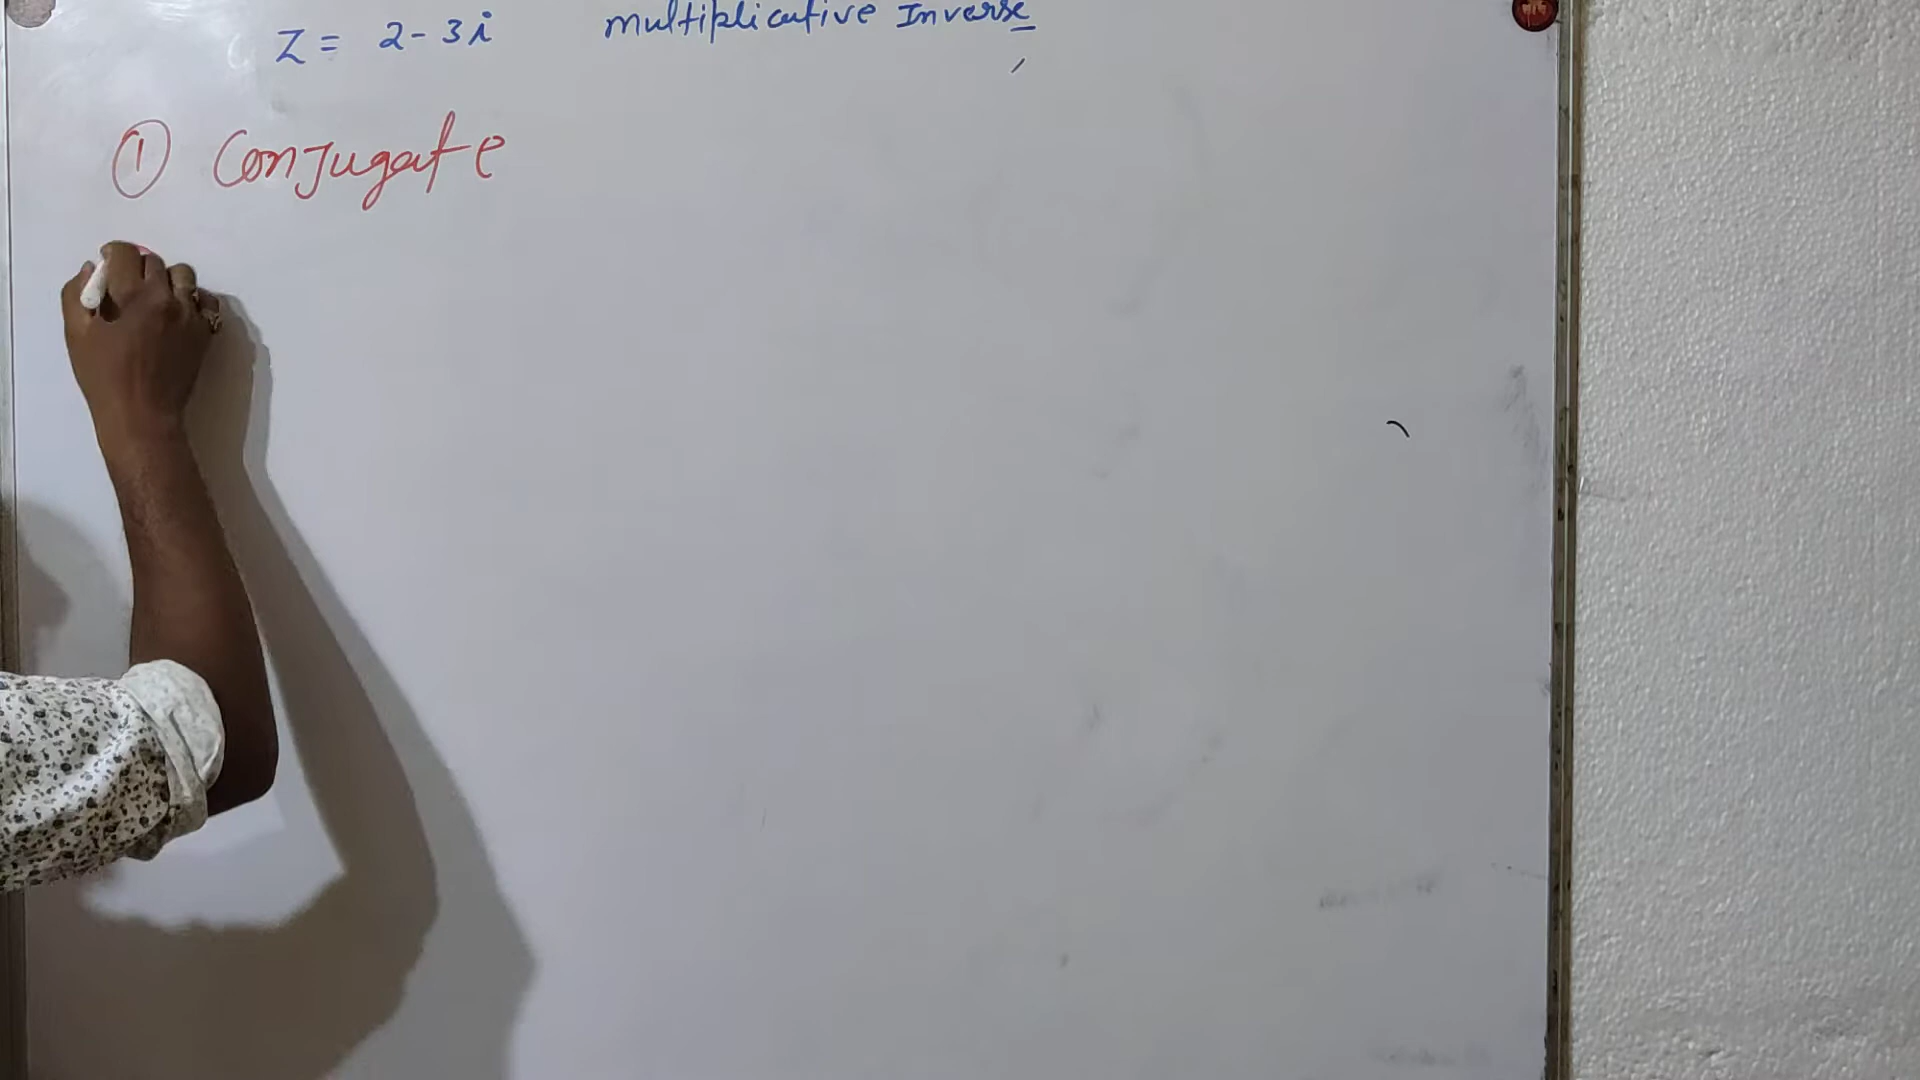 Z = 2-3i multiplicative Inverse
① Conjugate